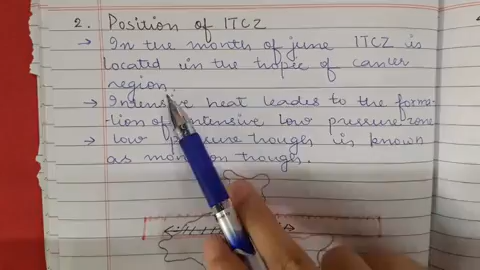 2. Position of ITCZ
→ In the month of june ITCZ is
located in the tropic of cancer
region.
→ Intensive heat leades to the forma-
-tion of intensive low pressure zone
→ low pressure trough is known
as monsoon trough.